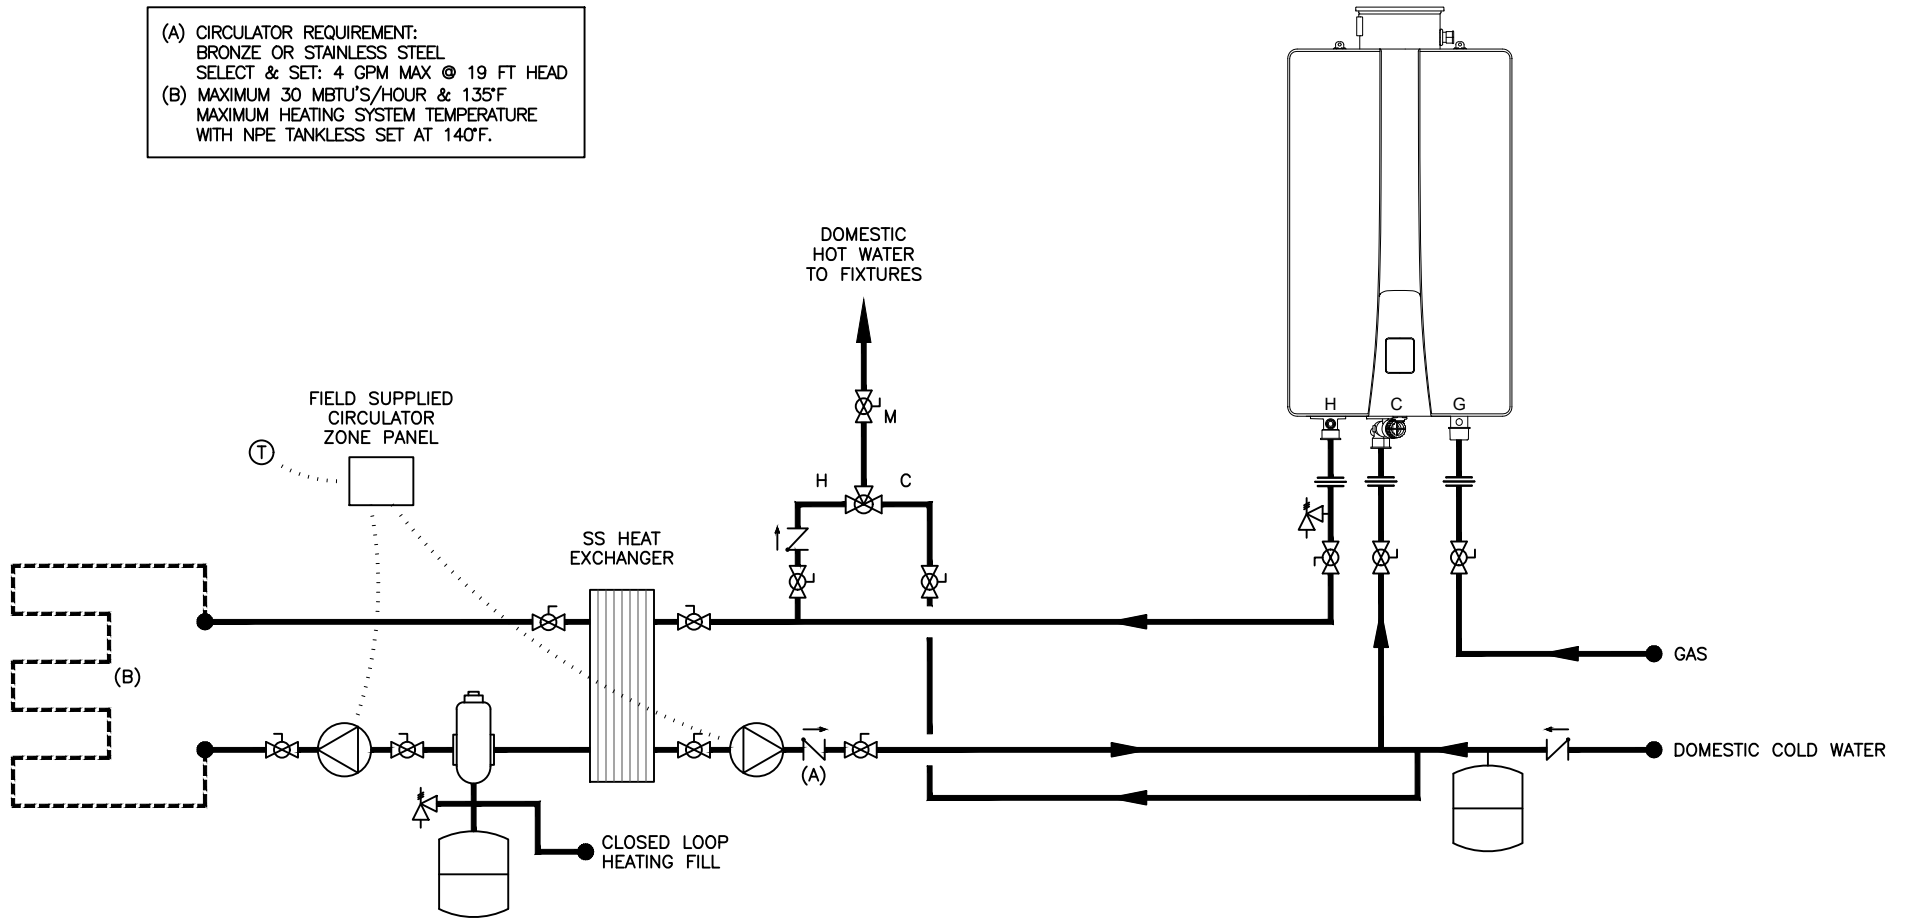 (A) CIRCULATOR REQUIREMENT:
BRONZE OR STAINLESS STEEL
SELECT & SET: 4 GPM MAX @ 19 FT HEAD
(B) MAXIMUM 30 MBTU'S/HOUR & 135°F
MAXIMUM HEATING SYSTEM TEMPERATURE
WITH NPE TANKLESS SET AT 140°F.
DOMESTIC
HOT WATER
TO FIXTURES
FIELD SUPPLIED
CIRCULATOR
ZONE PANEL
T
M
H C G
H C
SS HEAT
EXCHANGER
(B)
GAS
DOMESTIC COLD WATER
(A)
CLOSED LOOP
HEATING FILL